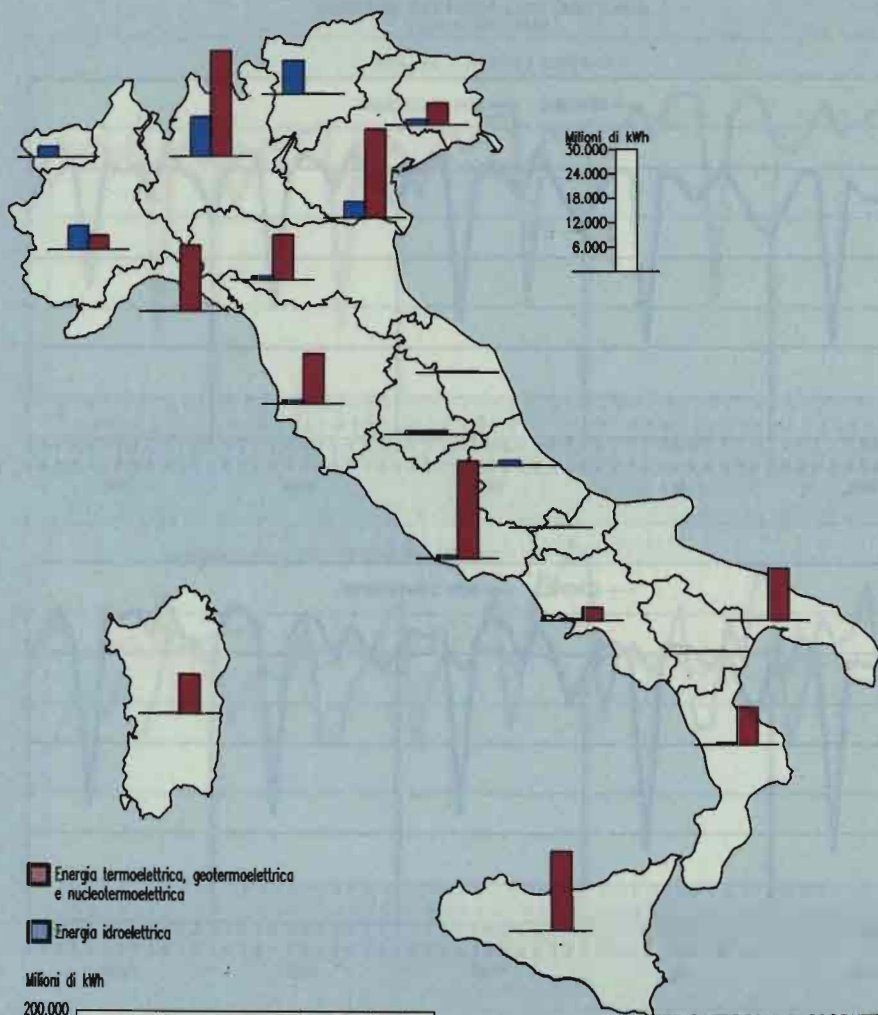 Milioni di kWh
30.000
24.000
18.000
12.000
6.000
Energia termoelettrica, geotermoelettrica
e nucleotermoelettrica
Energia idroelettrica
Milioni di kWh
200.000